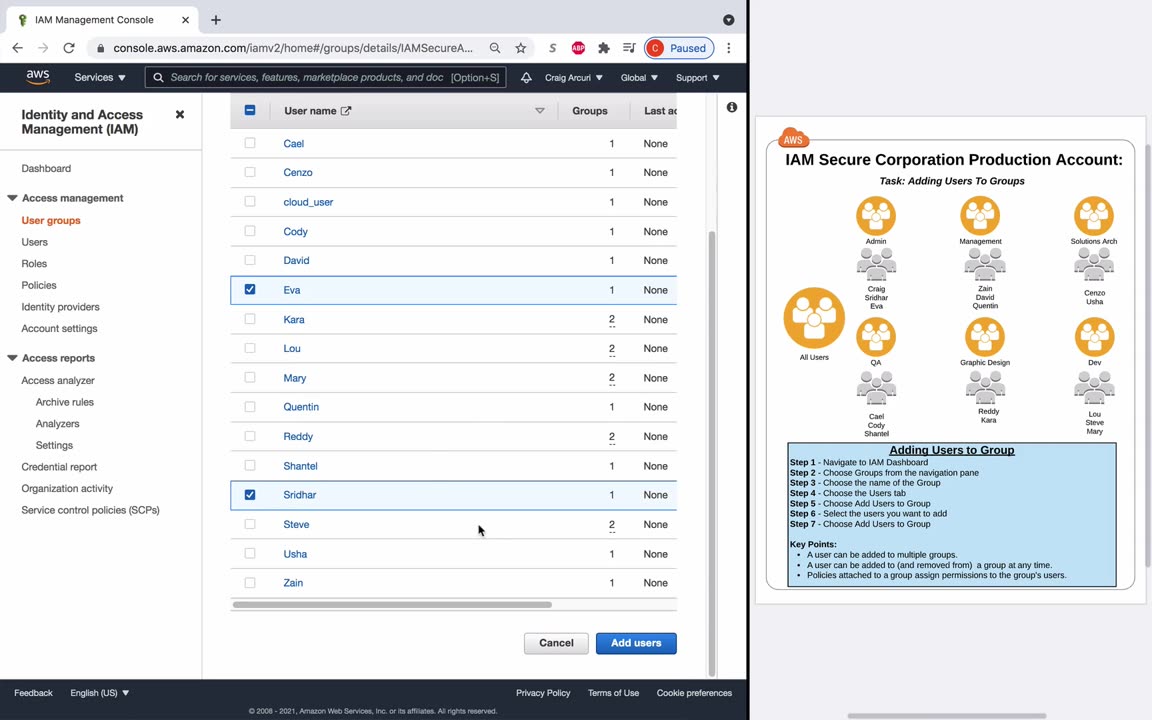 IAM Management Console
console.aws.amazon.com/iamv2/home#/groups/details/IAMSecureA...
S
ABP
C
Paused
aws
Services
Search for services, features, marketplace products, and doc
[Option+S]
Craig Arcuri
Global
Support
Identity and Access
Management (IAM)
Dashboard
Access management
User groups
Users
Roles
Policies
Identity providers
Account settings
Access reports
Access analyzer
Archive rules
Analyzers
Settings
Credential report
Organization activity
Service control policies (SCPs)
User name Groups Last ac
Cael 1 None
Cenzo 1 None
cloud_user 1 None
Cody 1 None
David 1 None
Eva 1 None
Kara 2 None
Lou 2 None
Mary 2 None
Quentin 1 None
Reddy 2 None
Shantel 1 None
Sridhar 1 None
Steve 2 None
Usha 1 None
Zain 1 None
Cancel
Add users
Feedback
English (US)
Privacy Policy
Terms of Use
Cookie preferences
© 2008 - 2021, Amazon Web Services, Inc. or its affiliates. All rights reserved.
AWS
IAM Secure Corporation Production Account:
Task: Adding Users To Groups
All Users
Admin
Craig
Sridhar
Eva
Management
Zain
David
Quentin
Solutions Arch
Cenzo
Usha
QA
Cael
Cody
Shantel
Graphic Design
Reddy
Kara
Dev
Lou
Steve
Mary
Adding Users to Group
Step 1 - Navigate to IAM Dashboard
Step 2 - Choose Groups from the navigation pane
Step 3 - Choose the name of the Group
Step 4 - Choose the Users tab
Step 5 - Choose Add Users to Group
Step 6 - Select the users you want to add
Step 7 - Choose Add Users to Group
Key Points:
• A user can be added to multiple groups.
• A user can be added to (and removed from) a group at any time.
• Policies attached to a group assign permissions to the group's users.